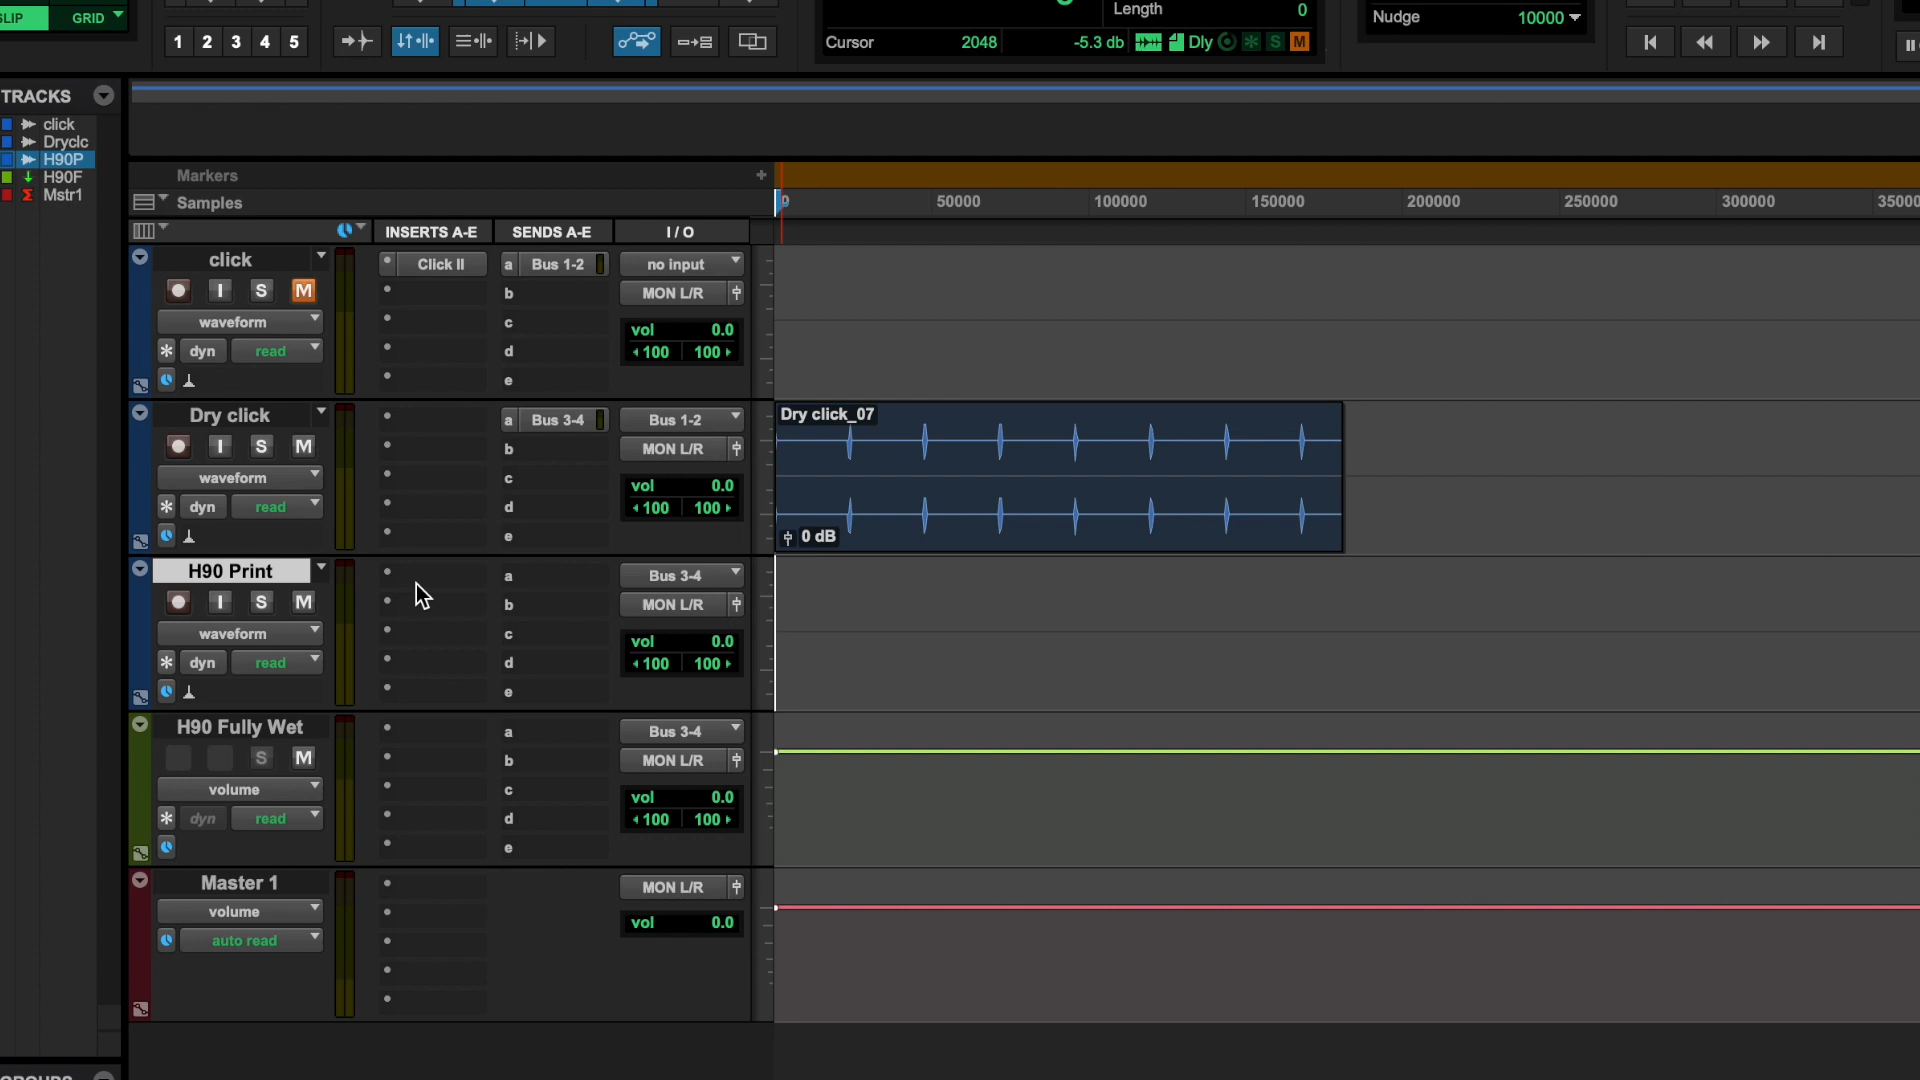 SLIP GRID
Length 0
Nudge 10000
1 2 3 4 5
Cursor 2048 -5.3 db Dly S M
TRACKS
click
Dryclc
H90P
H90F
Mstr1
Markers +
Samples
0 50000 100000 150000 200000 250000 300000 35000
INSERTS A-E SENDS A-E I / O
click
Click II
a Bus 1-2
no input
I S M
b
MON L/R
waveform
c
vol 0.0
dyn read
d
100 100
e
Dry click
a Bus 3-4
Bus 1-2
Dry click_07
I S M
b
MON L/R
waveform
c
vol 0.0
dyn read
d
100 100
e
0 dB
H90 Print
a
Bus 3-4
I S M
b
MON L/R
waveform
c
vol 0.0
dyn read
d
100 100
e
H90 Fully Wet
a
Bus 3-4
S M
b
MON L/R
volume
c
vol 0.0
dyn read
d
100 100
e
Master 1
MON L/R
volume
vol 0.0
auto read